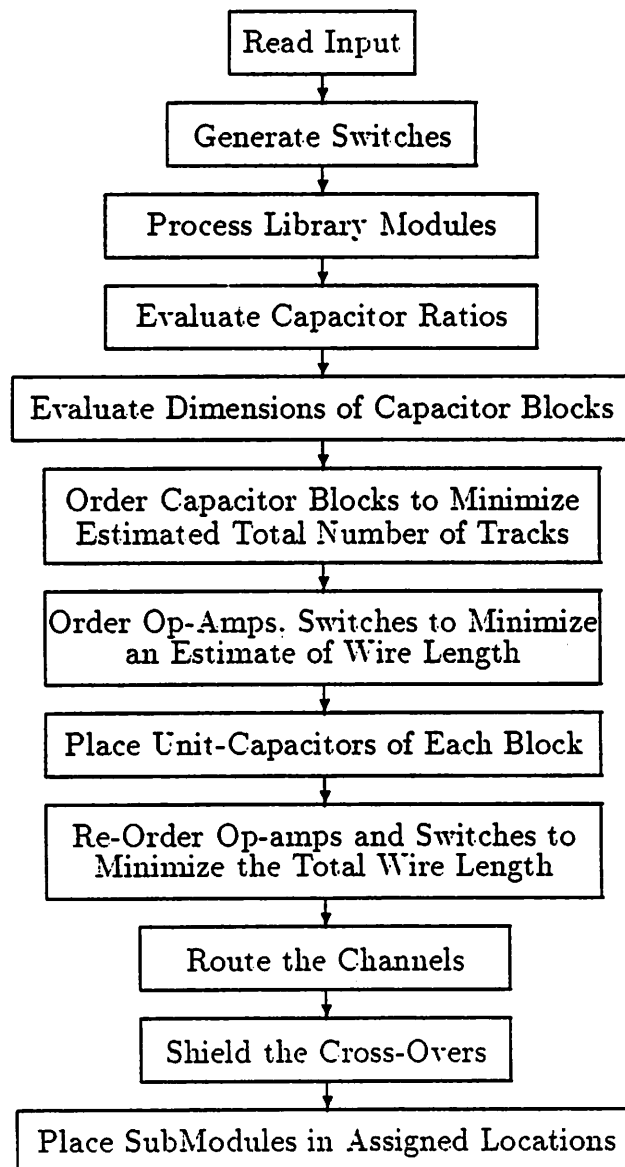 Read Input
Generate Switches
Process Library Modules
Evaluate Capacitor Ratios
Evaluate Dimensions of Capacitor Blocks
Order Capacitor Blocks to Minimize
Estimated Total Number of Tracks
Order Op-Amps. Switches to Minimize
an Estimate of Wire Length
Place Unit-Capacitors of Each Block
Re-Order Op-amps and Switches to
Minimize the Total Wire Length
Route the Channels
Shield the Cross-Overs
Place SubModules in Assigned Locations